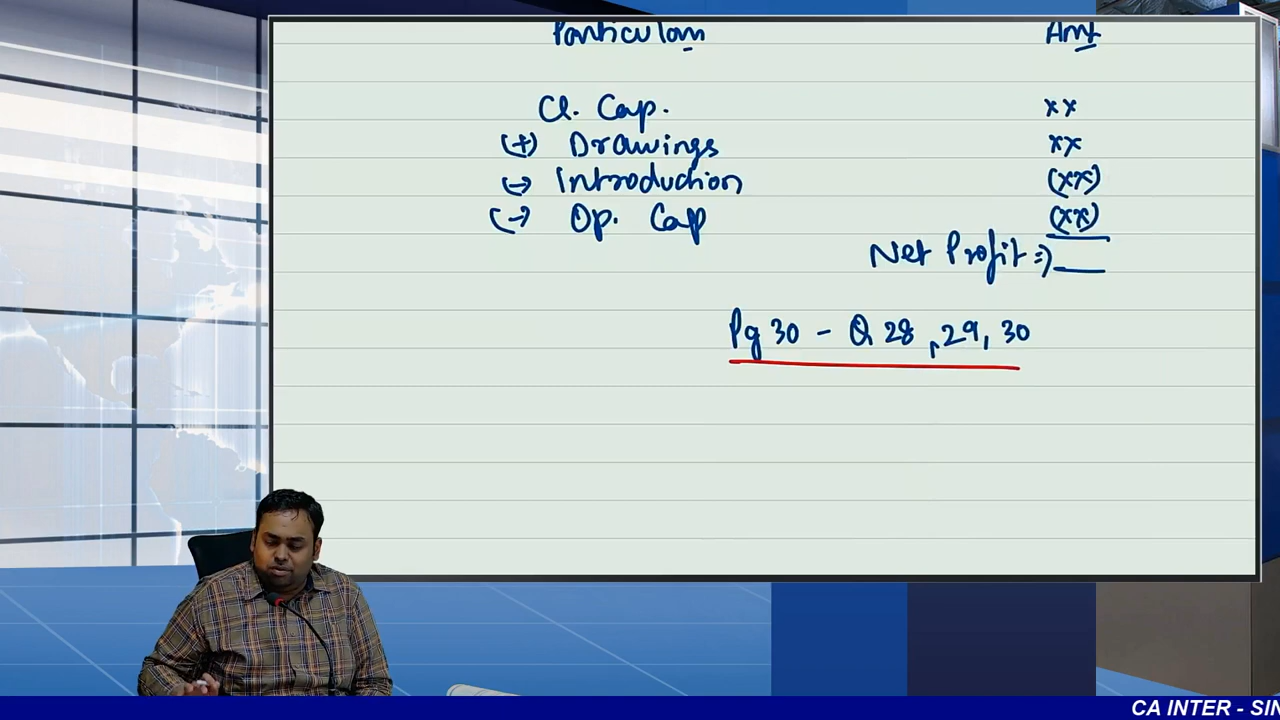 Particulars Amt
Cl. Cap. xx
(+) Drawings xx
(-) Introduction (xx)
(-) Op. Cap (xx)
Net Profit =>
Pg 30 - Q 28, 29, 30
CA INTER - SIN